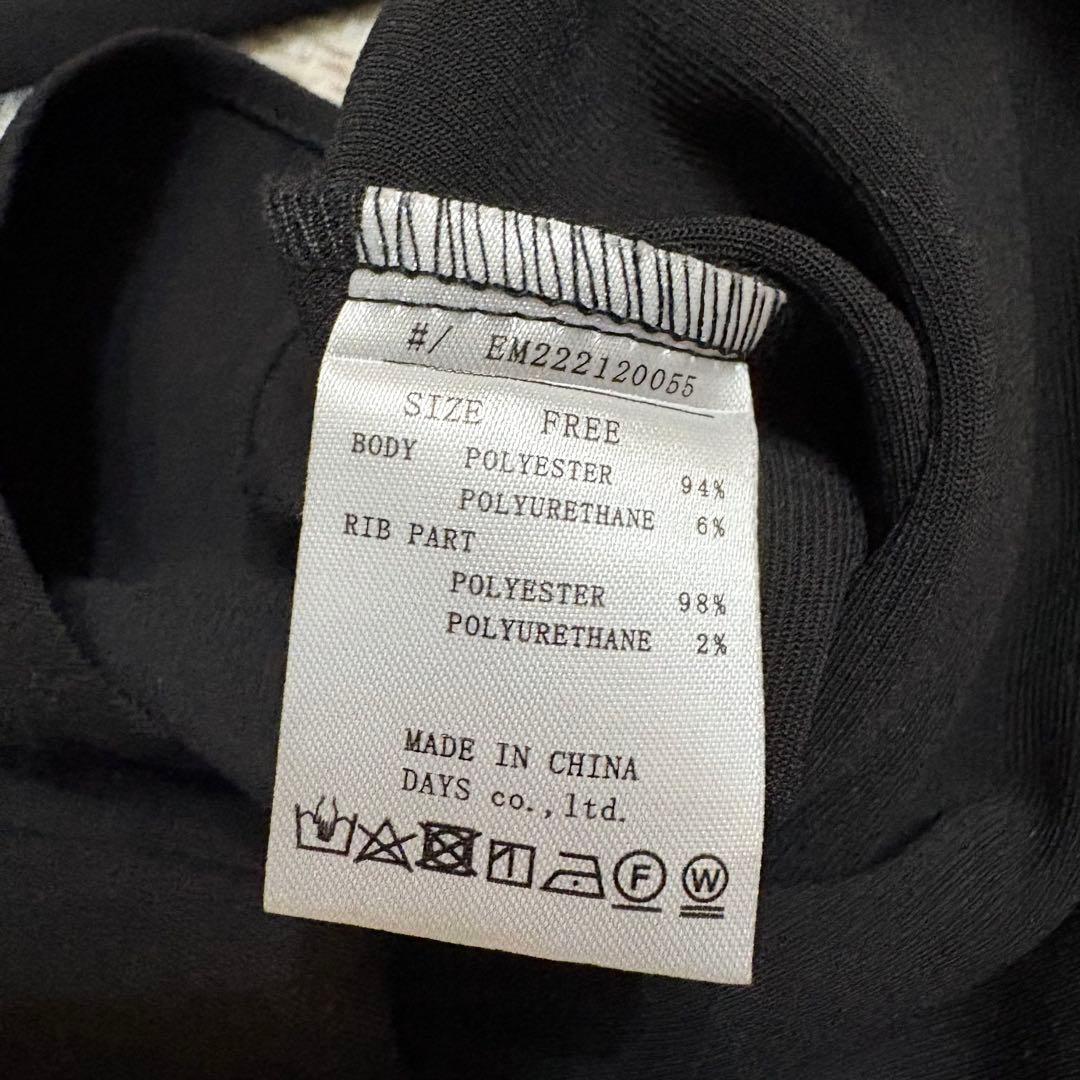 #/ EM222120055
SIZE FREE
BODY POLYESTER 94%
POLYURETHANE 6%
RIB PART
POLYESTER 98%
POLYURETHANE 2%
MADE IN CHINA
DAYS co.,ltd.
F W